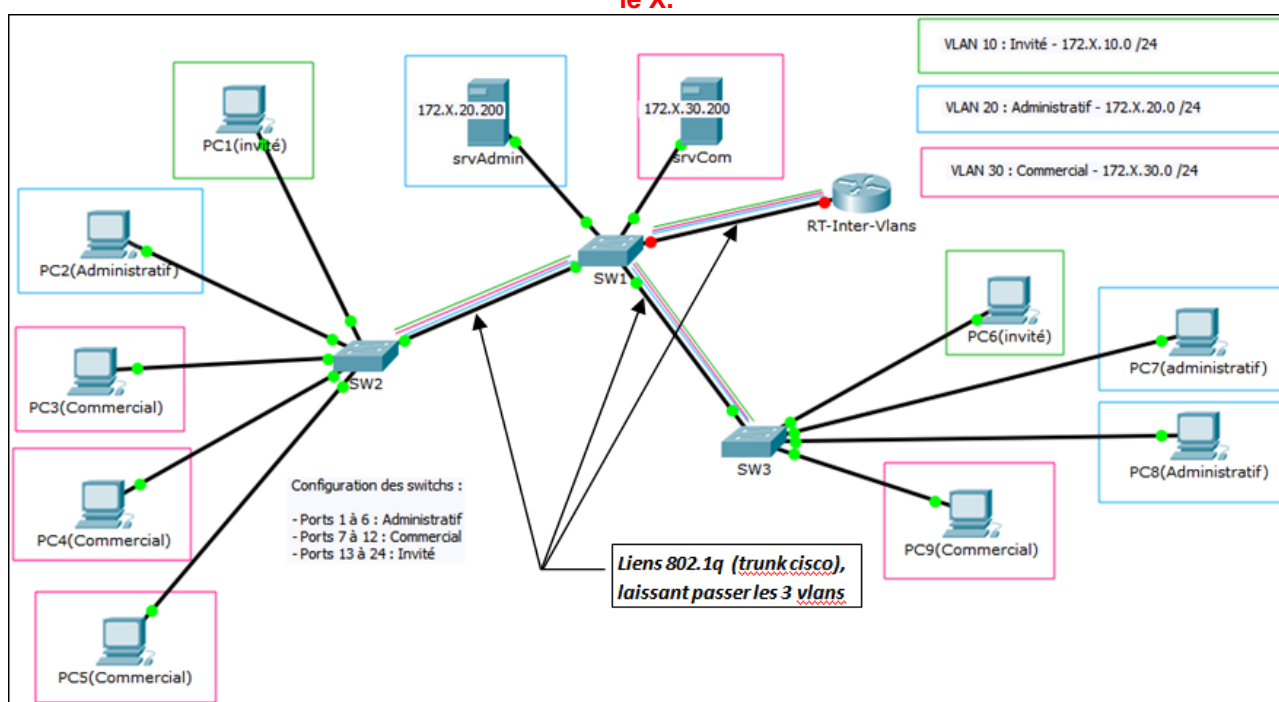 le X.
VLAN 10 : Invité - 172.X.10.0 /24
172.X.20.200
172.X.30.200
PC1(invité)
srvAdmin
srvCom
VLAN 20 : Administratif - 172.X.20.0 /24
VLAN 30 : Commercial - 172.X.30.0 /24
RT-Inter-Vlans
PC2(Administratif)
SW1
PC6(invité)
PC7(administratif)
SW2
PC3(Commercial)
SW3
PC8(Administratif)
Configuration des switchs :
- Ports 1 à 6 : Administratif
- Ports 7 à 12 : Commercial
- Ports 13 à 24 : Invité
PC4(Commercial)
PC9(Commercial)
Liens 802.1q (trunk cisco),
laissant passer les 3 vlans
PC5(Commercial)